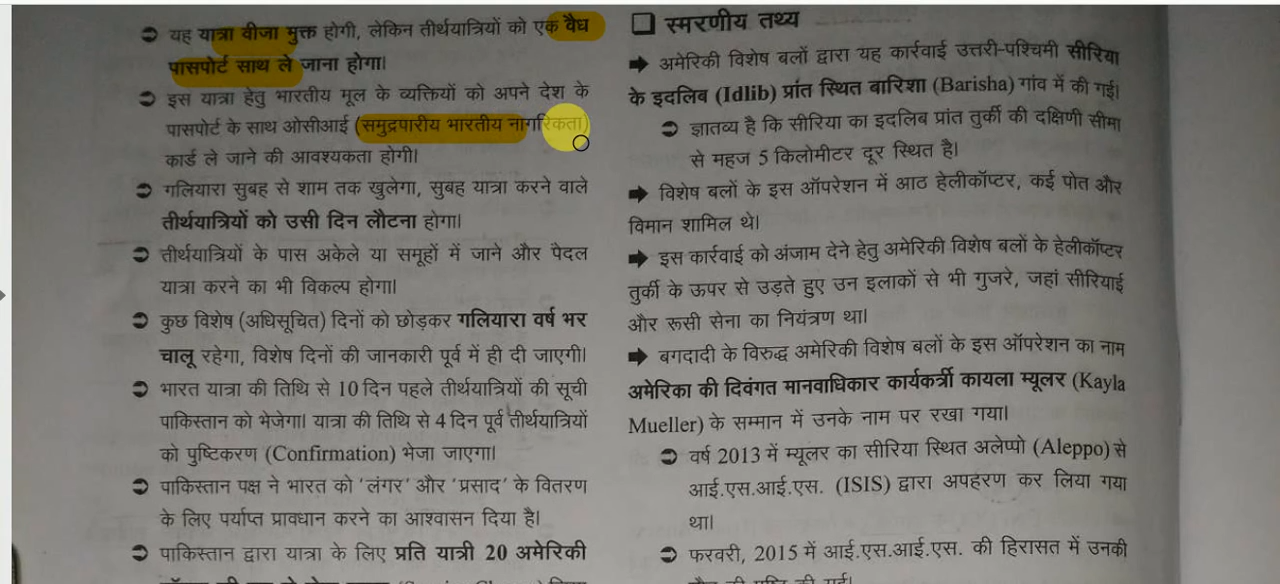 ➲ यह यात्रा वीजा मुक्त होगी, लेकिन तीर्थयात्रियों को एक वैध
पासपोर्ट साथ ले जाना होगा।
➲ इस यात्रा हेतु भारतीय मूल के व्यक्तियों को अपने देश के
पासपोर्ट के साथ ओसीआई (समुद्रपारीय भारतीय नागरिकता)
कार्ड ले जाने की आवश्यकता होगी।
➲ गलियारा सुबह से शाम तक खुलेगा, सुबह यात्रा करने वाले
तीर्थयात्रियों को उसी दिन लौटना होगा।
➲ तीर्थयात्रियों के पास अकेले या समूहों में जाने और पैदल
यात्रा करने का भी विकल्प होगा।
➲ कुछ विशेष (अधिसूचित) दिनों को छोड़कर गलियारा वर्ष भर
चालू रहेगा, विशेष दिनों की जानकारी पूर्व में ही दी जाएगी।
➲ भारत यात्रा की तिथि से 10 दिन पहले तीर्थयात्रियों की सूची
पाकिस्तान को भेजेगा। यात्रा की तिथि से 4 दिन पूर्व तीर्थयात्रियों
को पुष्टिकरण (Confirmation) भेजा जाएगा।
➲ पाकिस्तान पक्ष ने भारत को 'लंगर' और 'प्रसाद' के वितरण
के लिए पर्याप्त प्रावधान करने का आश्वासन दिया है।
➲ पाकिस्तान द्वारा यात्रा के लिए प्रति यात्री 20 अमेरिकी
❑ स्मरणीय तथ्य
➡ अमेरिकी विशेष बलों द्वारा यह कार्रवाई उत्तरी-पश्चिमी सीरिया
के इदलिब (Idlib) प्रांत स्थित बारिशा (Barisha) गांव में की गई।
➲ ज्ञातव्य है कि सीरिया का इदलिब प्रांत तुर्की की दक्षिणी सीमा
से महज 5 किलोमीटर दूर स्थित है।
➡ विशेष बलों के इस ऑपरेशन में आठ हेलीकॉप्टर, कई पोत और
विमान शामिल थे।
➡ इस कार्रवाई को अंजाम देने हेतु अमेरिकी विशेष बलों के हेलीकॉप्टर
तुर्की के ऊपर से उड़ते हुए उन इलाकों से भी गुजरे, जहां सीरियाई
और रूसी सेना का नियंत्रण था।
➡ बगदादी के विरुद्ध अमेरिकी विशेष बलों के इस ऑपरेशन का नाम
अमेरिका की दिवंगत मानवाधिकार कार्यकर्त्री कायला म्यूलर (Kayla
Mueller) के सम्मान में उनके नाम पर रखा गया।
➲ वर्ष 2013 में म्यूलर का सीरिया स्थित अलेप्पो (Aleppo) से
आई.एस.आई.एस. (ISIS) द्वारा अपहरण कर लिया गया
था।
➲ फरवरी, 2015 में आई.एस.आई.एस. की हिरासत में उनकी